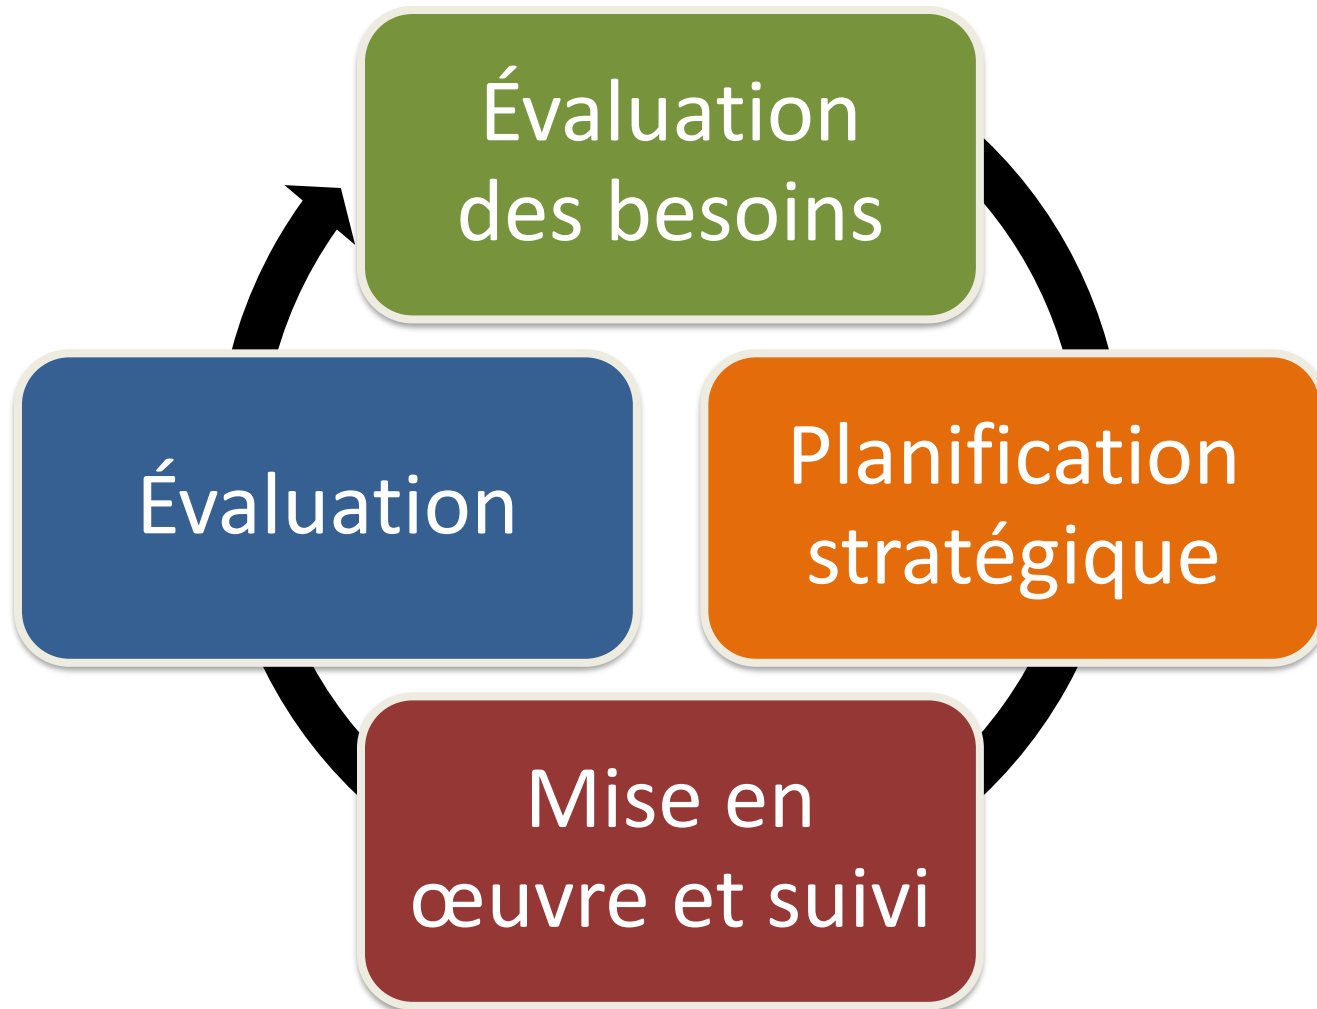 Évaluation
des besoins
Planification
stratégique
Mise en
œuvre et suivi
Évaluation